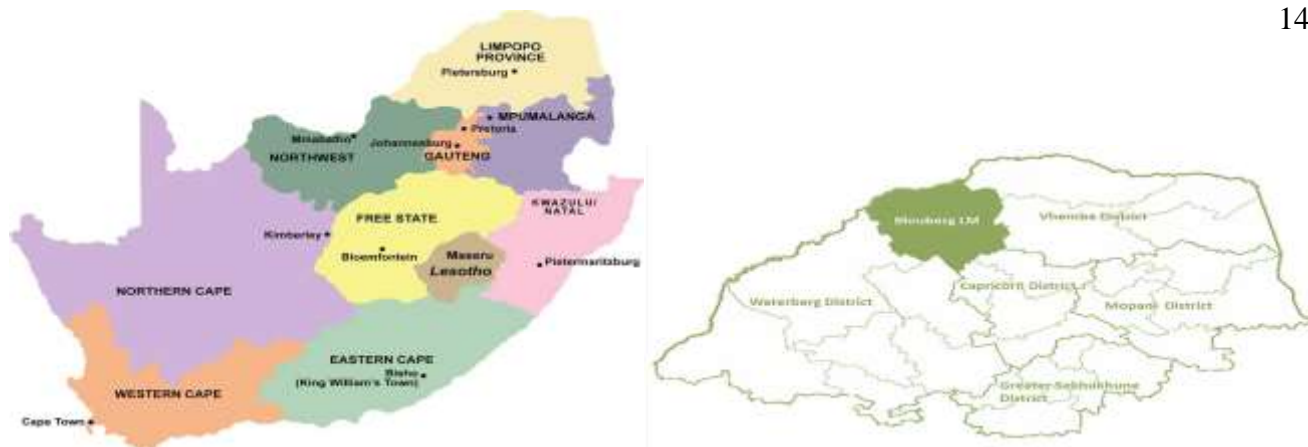 14
LIMPOPO
PROVINCE
Pietersburg
MPUMALANGA
Pretoria
Mmabatho
Johannesburg
NORTHWEST
GAUTENG
KWAZULU/
NATAL
FREE STATE
Kimberley
Bloemfontein
Maseru
Lesotho
Pietermaritzburg
NORTHERN CAPE
EASTERN CAPE
Bisho
(King William's Town)
WESTERN CAPE
Cape Town
Blouberg LM
Vhembe District
Capricorn District
Waterberg District
Mopani District
Greater Sekhukhune
District